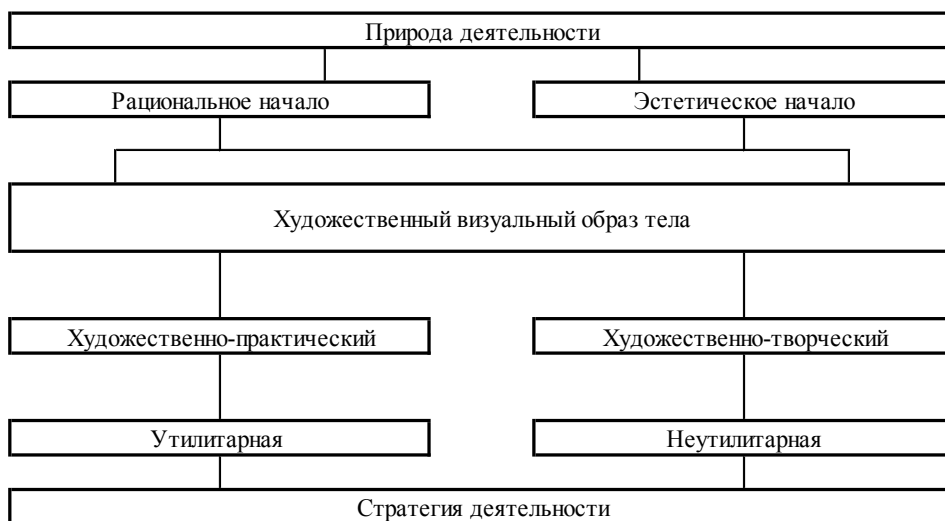 Природа деятельности
Рациональное начало
Эстетическое начало
Художественный визуальный образ тела
Художественно-практический
Художественно-творческий
Утилитарная
Неутилитарная
Стратегия деятельности